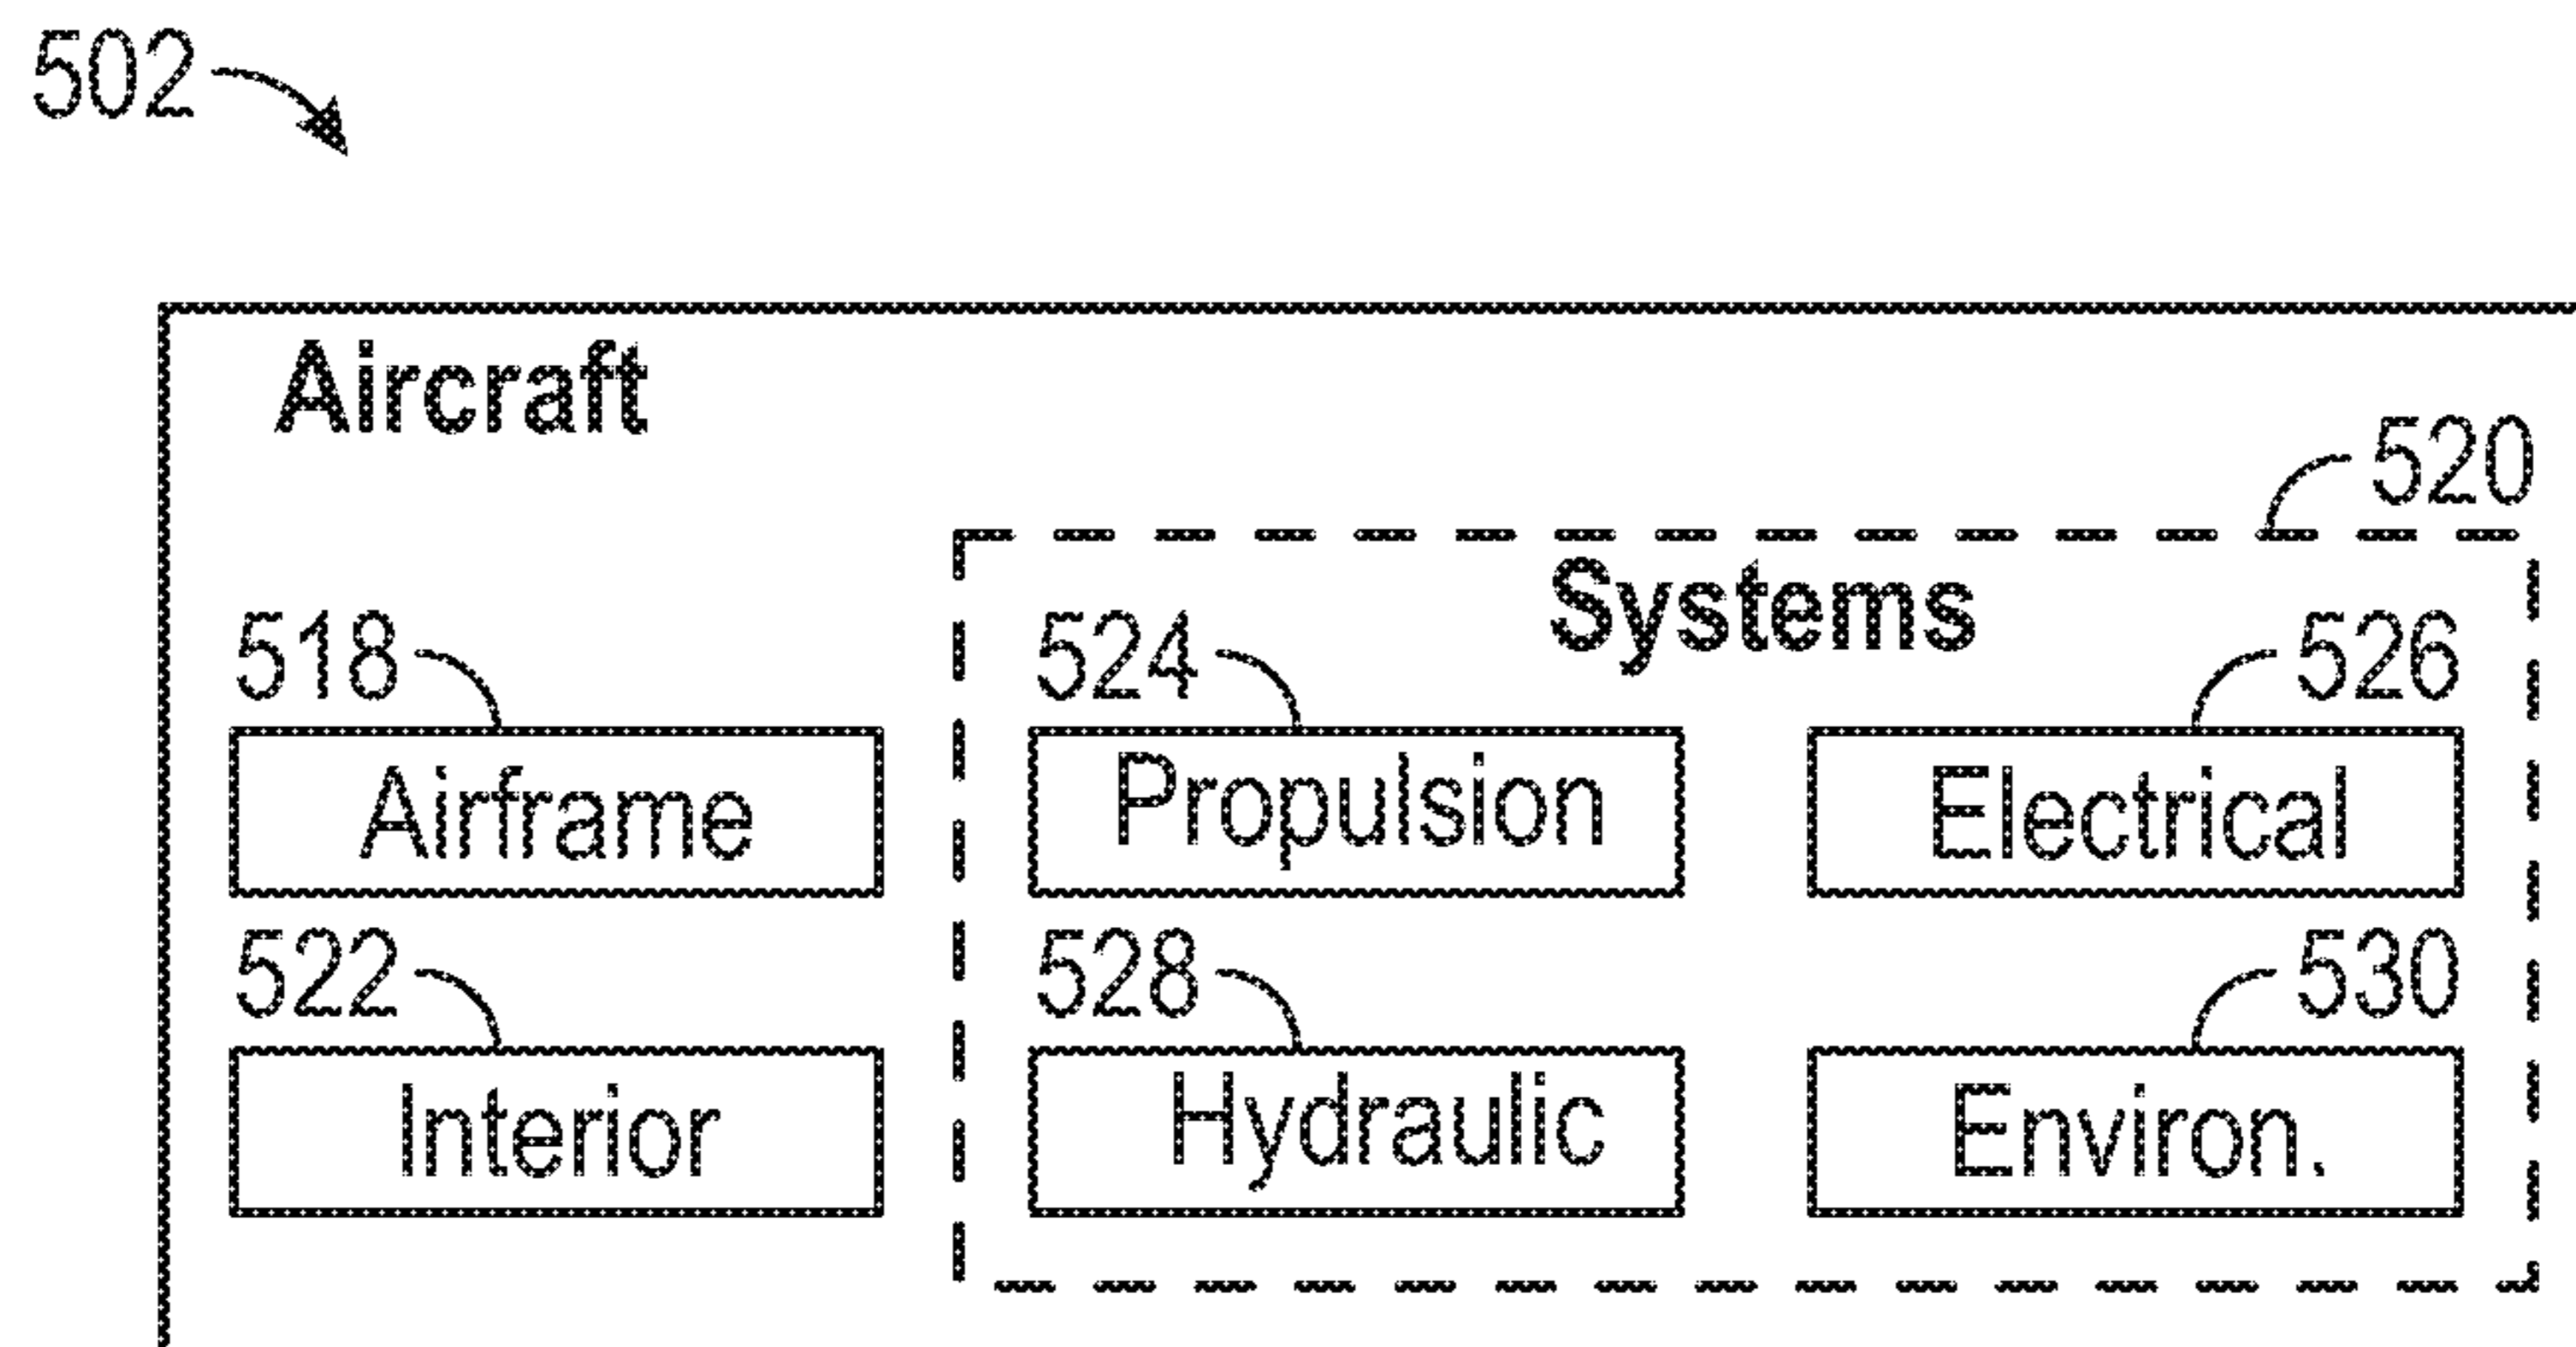 502
Aircraft
520
Systems
518 524 526
Airframe Propulsion Electrical
522 528 530
Interior Hydraulic Environ.